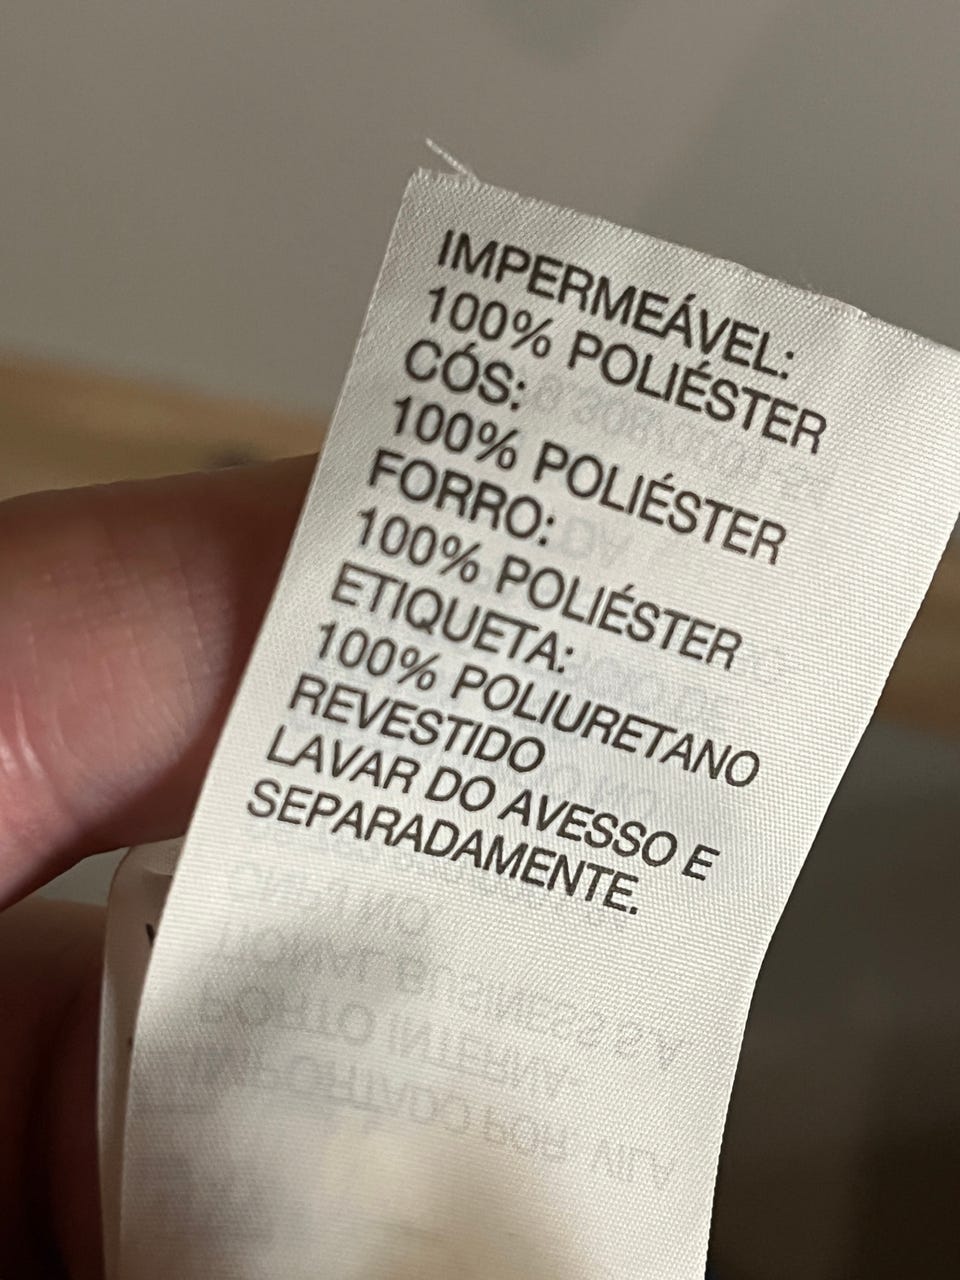 IMPERMEÁVEL:
100% POLIÉSTER
CÓS:
100% POLIÉSTER
FORRO:
100% POLIÉSTER
ETIQUETA:
100% POLIURETANO
REVESTIDO
LAVAR DO AVESSO E
SEPARADAMENTE.